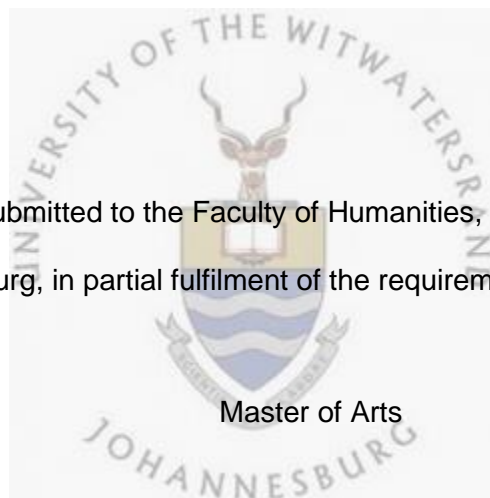 UNIVERSITY OF THE WITWATERSRAND
ubmitted to the Faculty of Humanities,
urg, in partial fulfilment of the requirem
Master of Arts
JOHANNESBURG